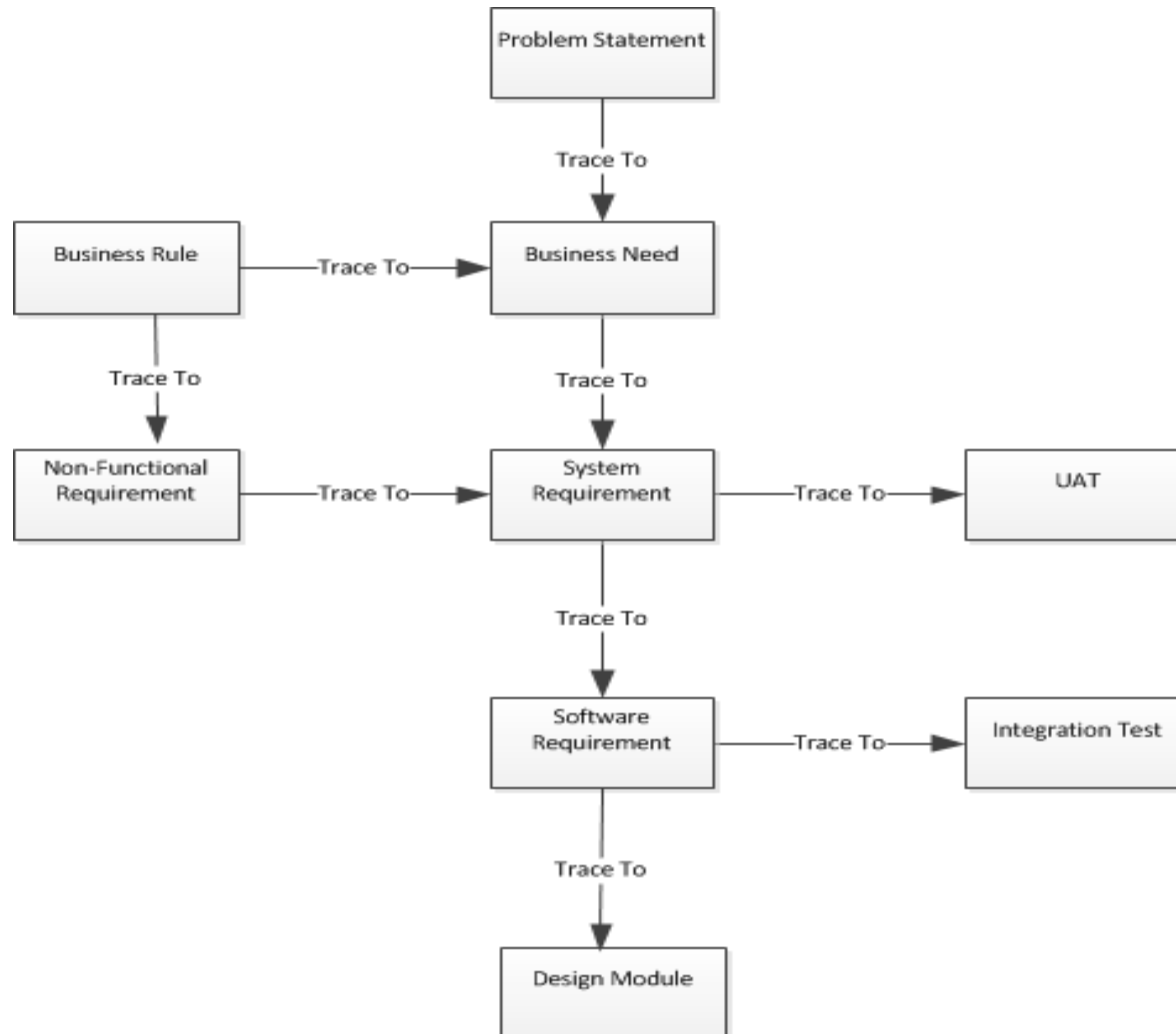 Problem Statement
Trace To
Business Rule
Trace To
Business Need
Trace To
Trace To
Non-Functional
Requirement
Trace To
System
Requirement
Trace To
UAT
Trace To
Software
Requirement
Trace To
Integration Test
Trace To
Design Module